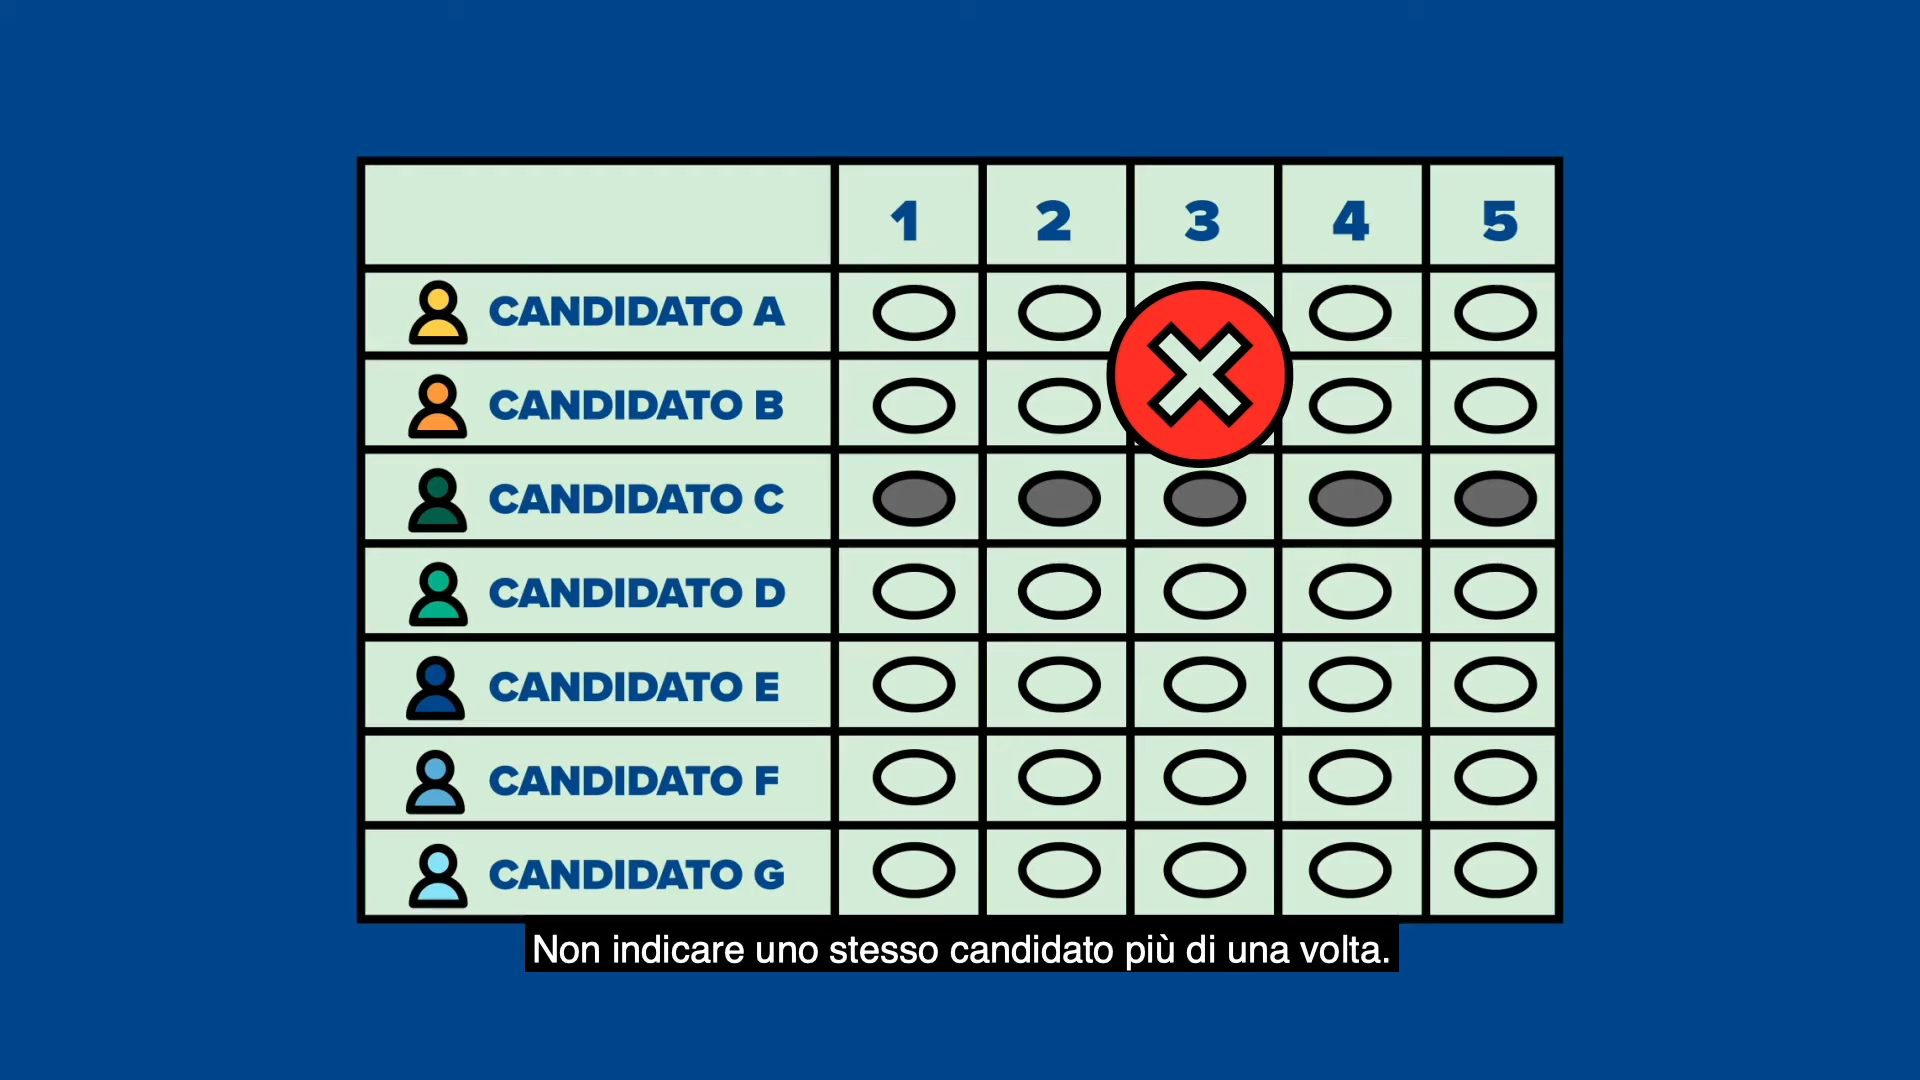 1 2 3 4 5
CANDIDATO A
CANDIDATO B
CANDIDATO C
CANDIDATO D
CANDIDATO E
CANDIDATO F
CANDIDATO G
Non indicare uno stesso candidato più di una volta.